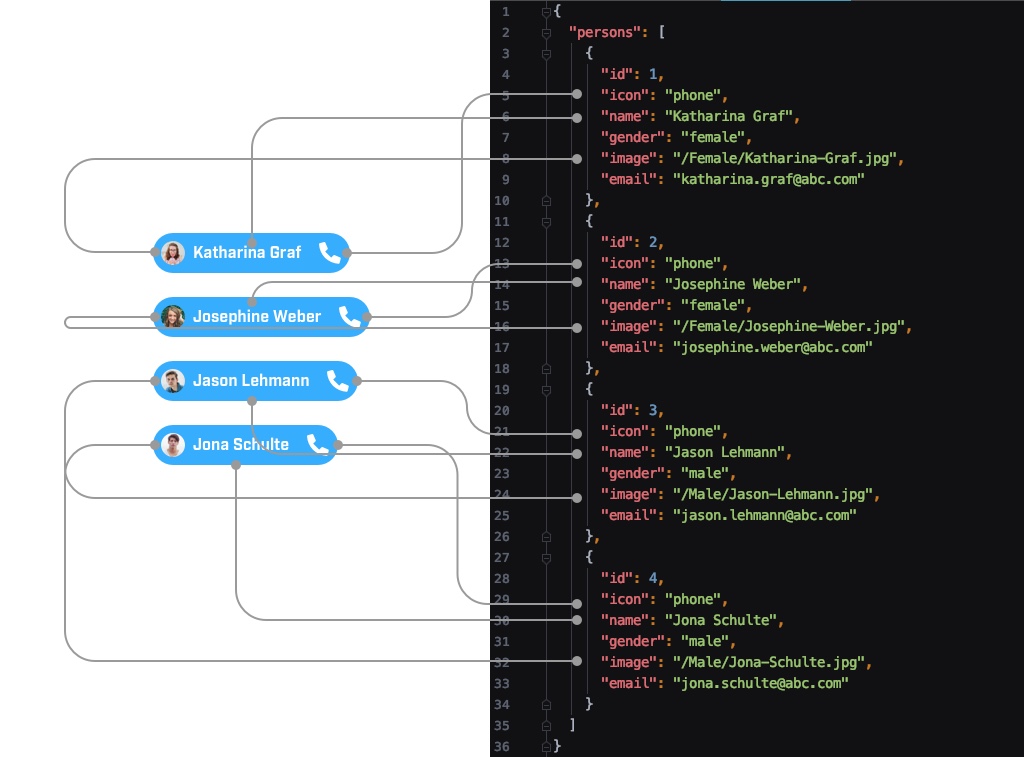 Katharina Graf
Josephine Weber
Jason Lehmann
Jona Schulte
1 {
2 "persons": [
3 {
4 "id": 1,
5 "icon": "phone",
6 "name": "Katharina Graf",
7 "gender": "female",
8 "image": "/Female/Katharina-Graf.jpg",
9 "email": "katharina.graf@abc.com"
10 },
11 {
12 "id": 2,
13 "icon": "phone",
14 "name": "Josephine Weber",
15 "gender": "female",
16 "image": "/Female/Josephine-Weber.jpg",
17 "email": "josephine.weber@abc.com"
18 },
19 {
20 "id": 3,
21 "icon": "phone",
22 "name": "Jason Lehmann",
23 "gender": "male",
24 "image": "/Male/Jason-Lehmann.jpg",
25 "email": "jason.lehmann@abc.com"
26 },
27 {
28 "id": 4,
29 "icon": "phone",
30 "name": "Jona Schulte",
31 "gender": "male",
32 "image": "/Male/Jona-Schulte.jpg",
33 "email": "jona.schulte@abc.com"
34 }
35 ]
36 }